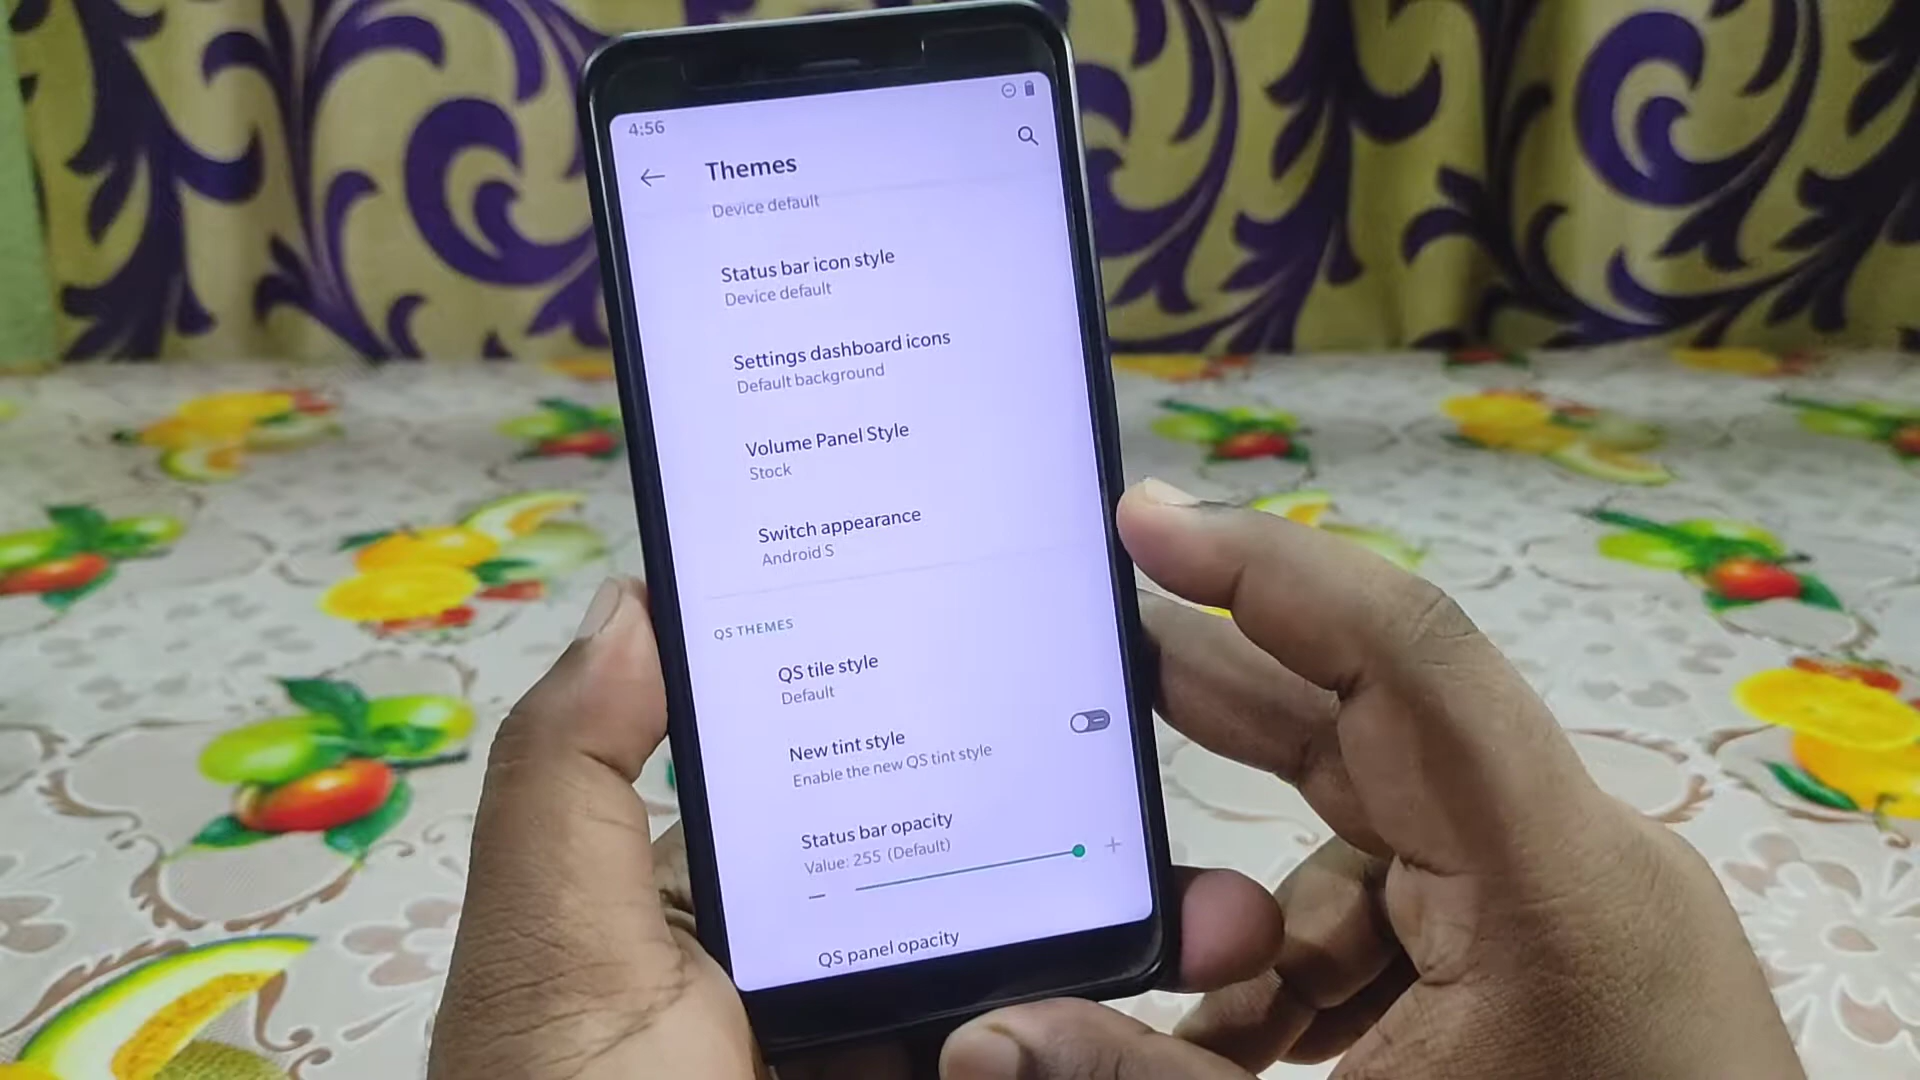 4:56
Themes
Device default
Status bar icon style
Device default
Settings dashboard icons
Default background
Volume Panel Style
Stock
Switch appearance
Android S
QS THEMES
QS tile style
Default
New tint style
Enable the new QS tint style
Status bar opacity
Value: 255 (Default)
QS panel opacity